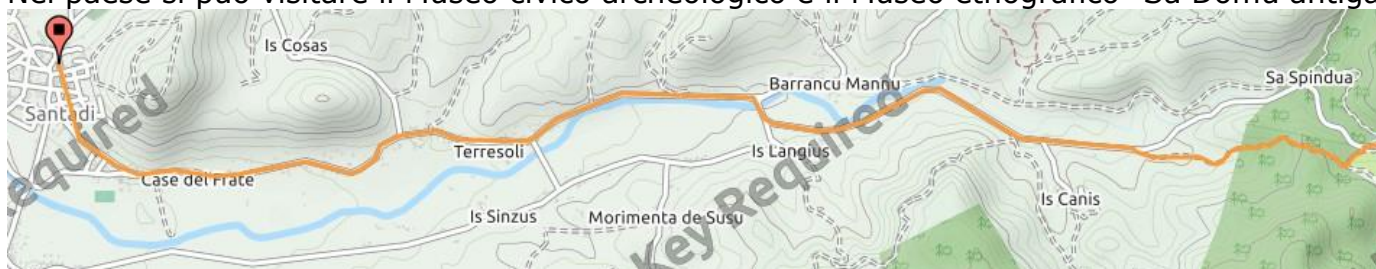 Nel paese si può visitare il Museo civico archeologico e il Museo etnografico "Sa Domu antiga
Is Cosas
Santadi
Barrancu Mannu
Sa Spindua
Terresoli
Is Langius
Case del Frate
Is Canis
Is Sinzus
Morimenta de Susu
Required
Key Required